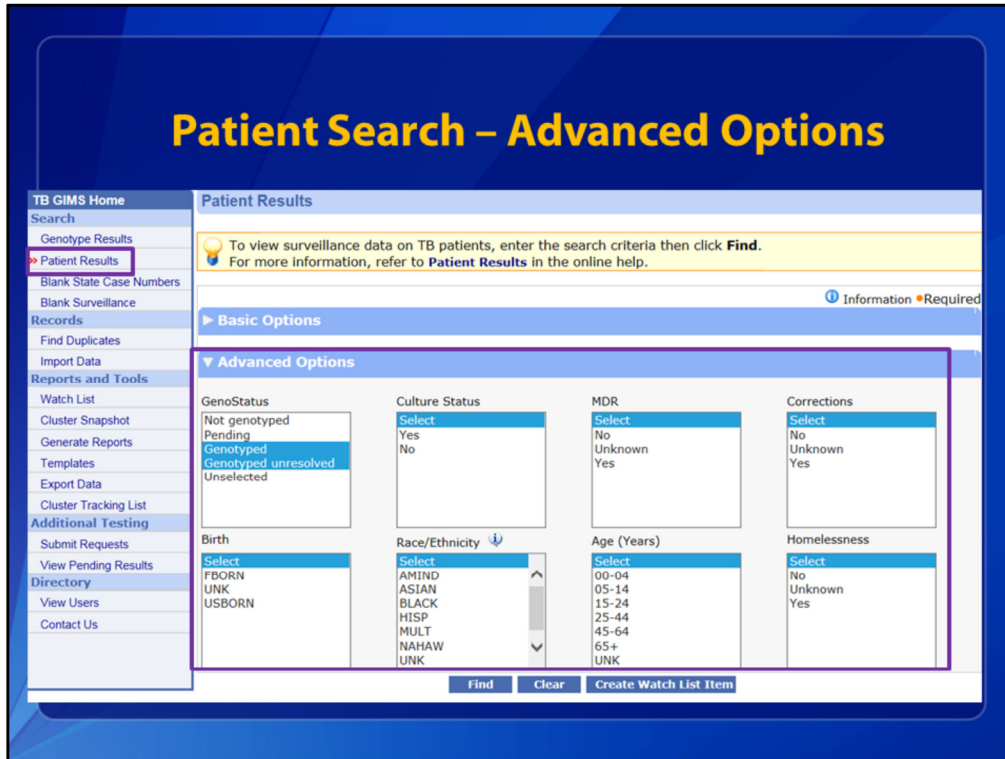 Patient Search – Advanced Options
TB GIMS Home
Search
Genotype Results
» Patient Results
Blank State Case Numbers
Blank Surveillance
Records
Find Duplicates
Import Data
Reports and Tools
Watch List
Cluster Snapshot
Generate Reports
Templates
Export Data
Cluster Tracking List
Additional Testing
Submit Requests
View Pending Results
Directory
View Users
Contact Us
Patient Results
To view surveillance data on TB patients, enter the search criteria then click Find.
For more information, refer to Patient Results in the online help.
Information •Required
▶ Basic Options
▼ Advanced Options
GenoStatus
Not genotyped
Pending
Genotyped
Genotyped unresolved
Unselected
Culture Status
Select
Yes
No
MDR
Select
No
Unknown
Yes
Corrections
Select
No
Unknown
Yes
Birth
Select
FBORN
UNK
USBORN
Race/Ethnicity
Select
AMIND
ASIAN
BLACK
HISP
MULT
NAHAW
UNK
Age (Years)
Select
00-04
05-14
15-24
25-44
45-64
65+
UNK
Homelessness
Select
No
Unknown
Yes
Find Clear Create Watch List Item